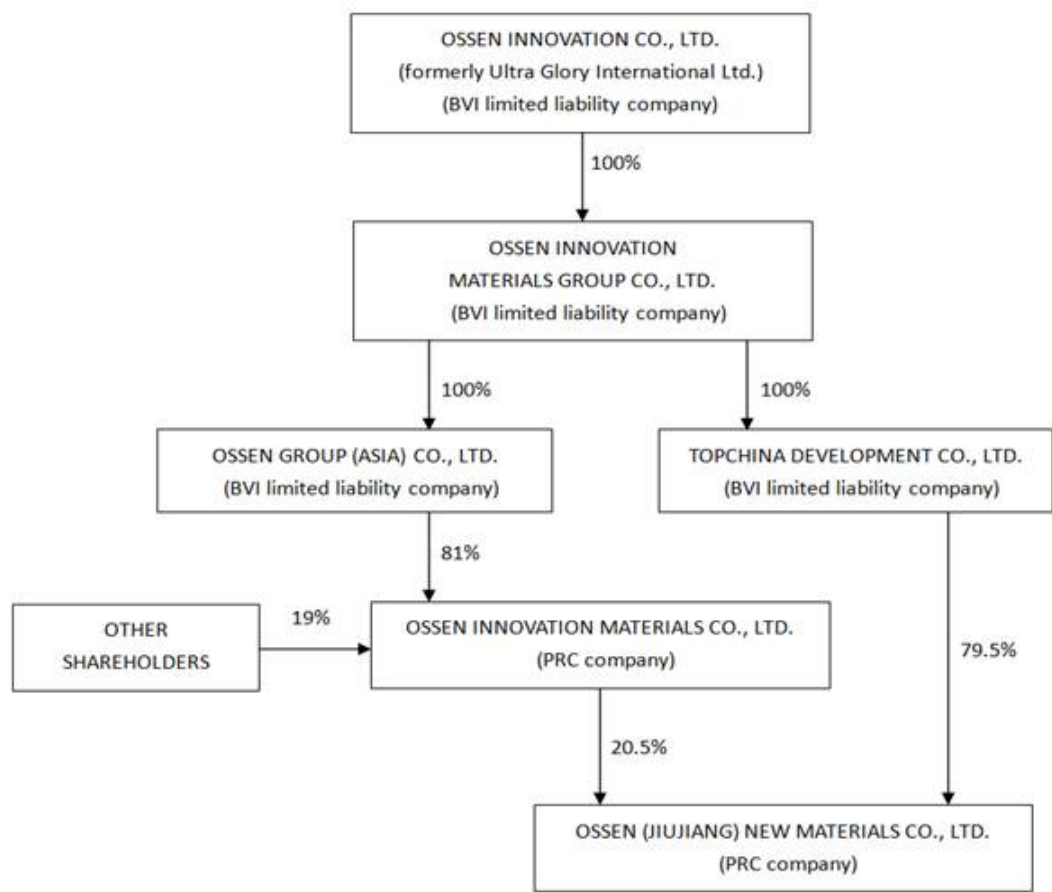 OSSEN INNOVATION CO., LTD.
(formerly Ultra Glory International Ltd.)
(BVI limited liability company)
100%
OSSEN INNOVATION
MATERIALS GROUP CO., LTD.
(BVI limited liability company)
100%
100%
OSSEN GROUP (ASIA) CO., LTD.
(BVI limited liability company)
TOPCHINA DEVELOPMENT CO., LTD.
(BVI limited liability company)
81%
OTHER
SHAREHOLDERS
19%
OSSEN INNOVATION MATERIALS CO., LTD.
(PRC company)
79.5%
20.5%
OSSEN (JIUJIANG) NEW MATERIALS CO., LTD.
(PRC company)